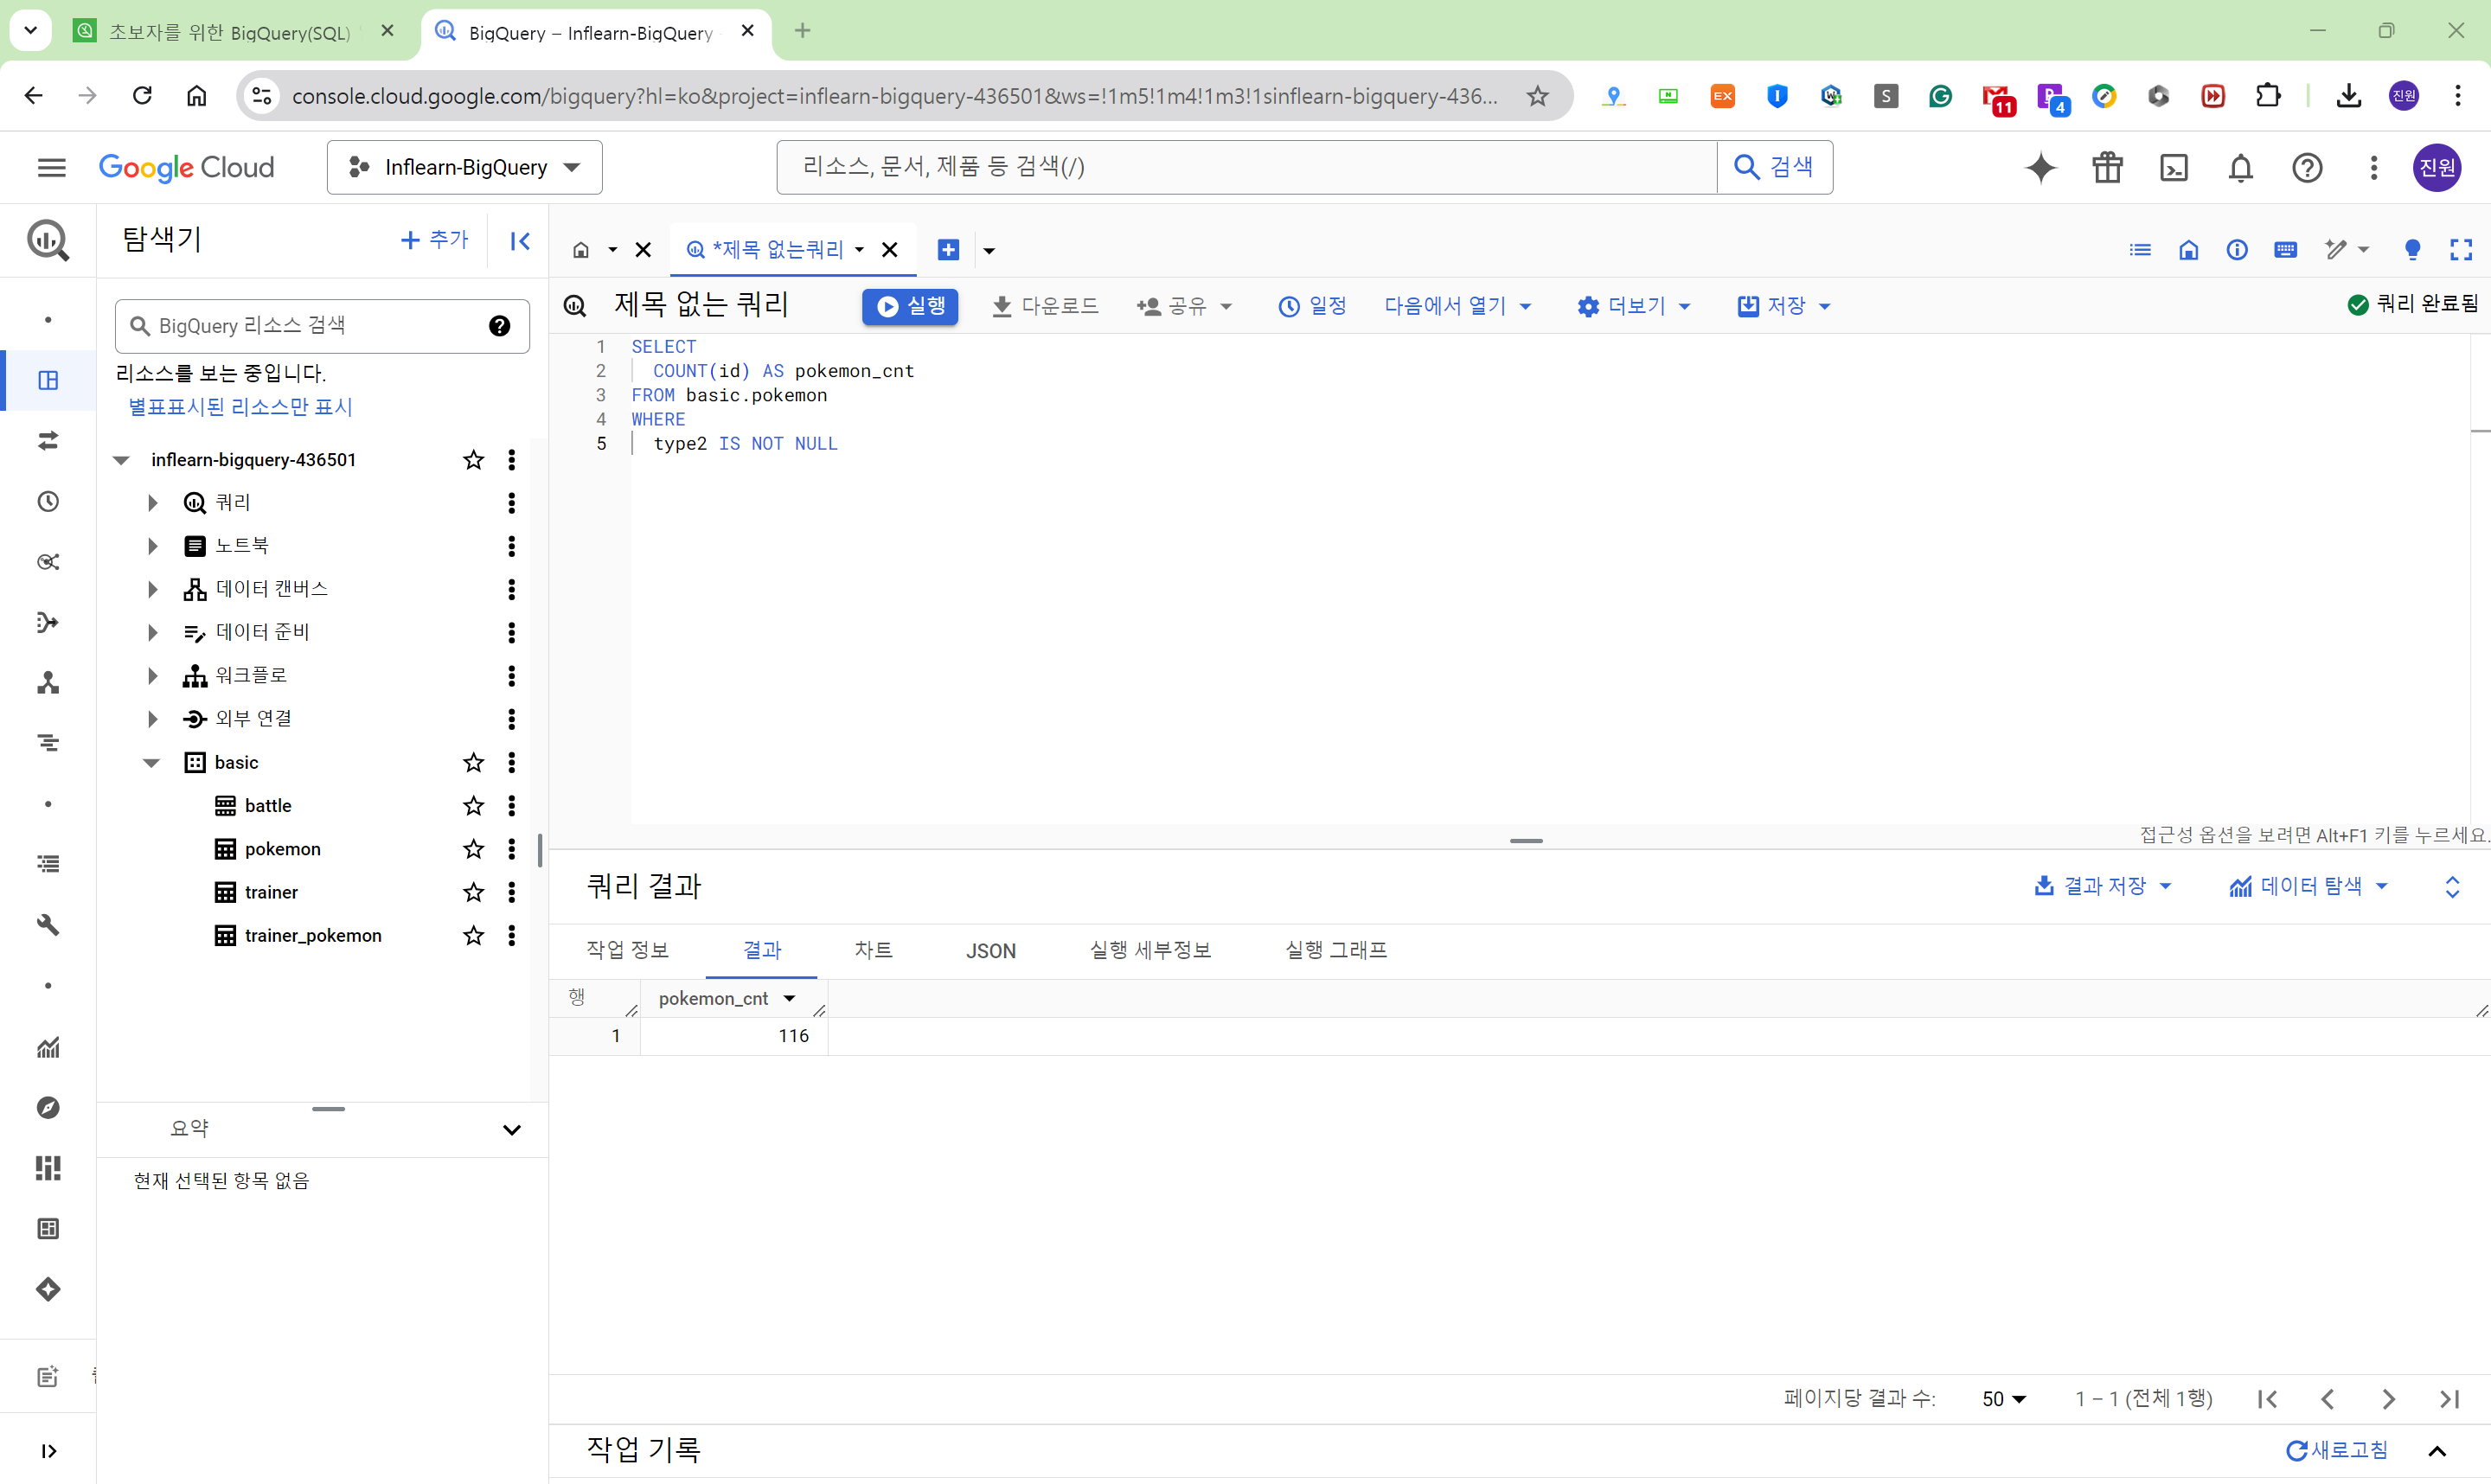 초보자를 위한 BigQuery(SQL)
BigQuery – Inflearn-BigQuery
console.cloud.google.com/bigquery?hl=ko&project=inflearn-bigquery-436501&ws=!1m5!1m4!1m3!1sinflearn-bigquery-436...
EX
S
11
4
진원
Google Cloud
Inflearn-BigQuery
리소스, 문서, 제품 등 검색(/)
검색
진원
탐색기
추가
*제목 없는쿼리
BigQuery 리소스 검색
리소스를 보는 중입니다.
별표표시된 리소스만 표시
inflearn-bigquery-436501
쿼리
노트북
데이터 캔버스
데이터 준비
워크플로
외부 연결
basic
battle
pokemon
trainer
trainer_pokemon
요약
현재 선택된 항목 없음
제목 없는 쿼리
실행
다운로드
공유
일정
다음에서 열기
더보기
저장
쿼리 완료됨
1 SELECT
2 COUNT(id) AS pokemon_cnt
3 FROM basic.pokemon
4 WHERE
5 type2 IS NOT NULL
접근성 옵션을 보려면 Alt+F1 키를 누르세요.
쿼리 결과
결과 저장
데이터 탐색
작업 정보
결과
차트
JSON
실행 세부정보
실행 그래프
행 pokemon_cnt
1 116
페이지당 결과 수:
50
1 – 1 (전체 1행)
작업 기록
새로고침